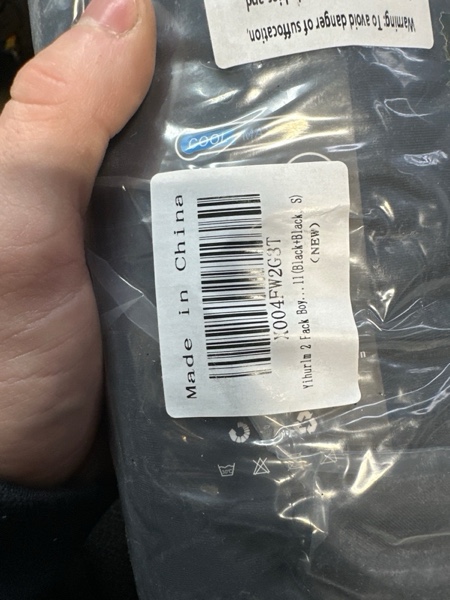 Warning: To avoid danger of suffocation,
COOL
Made in China
X004FW2G3T
Yihurlm 2 Pack Boy...11(Black+Black, S)
(NEW)